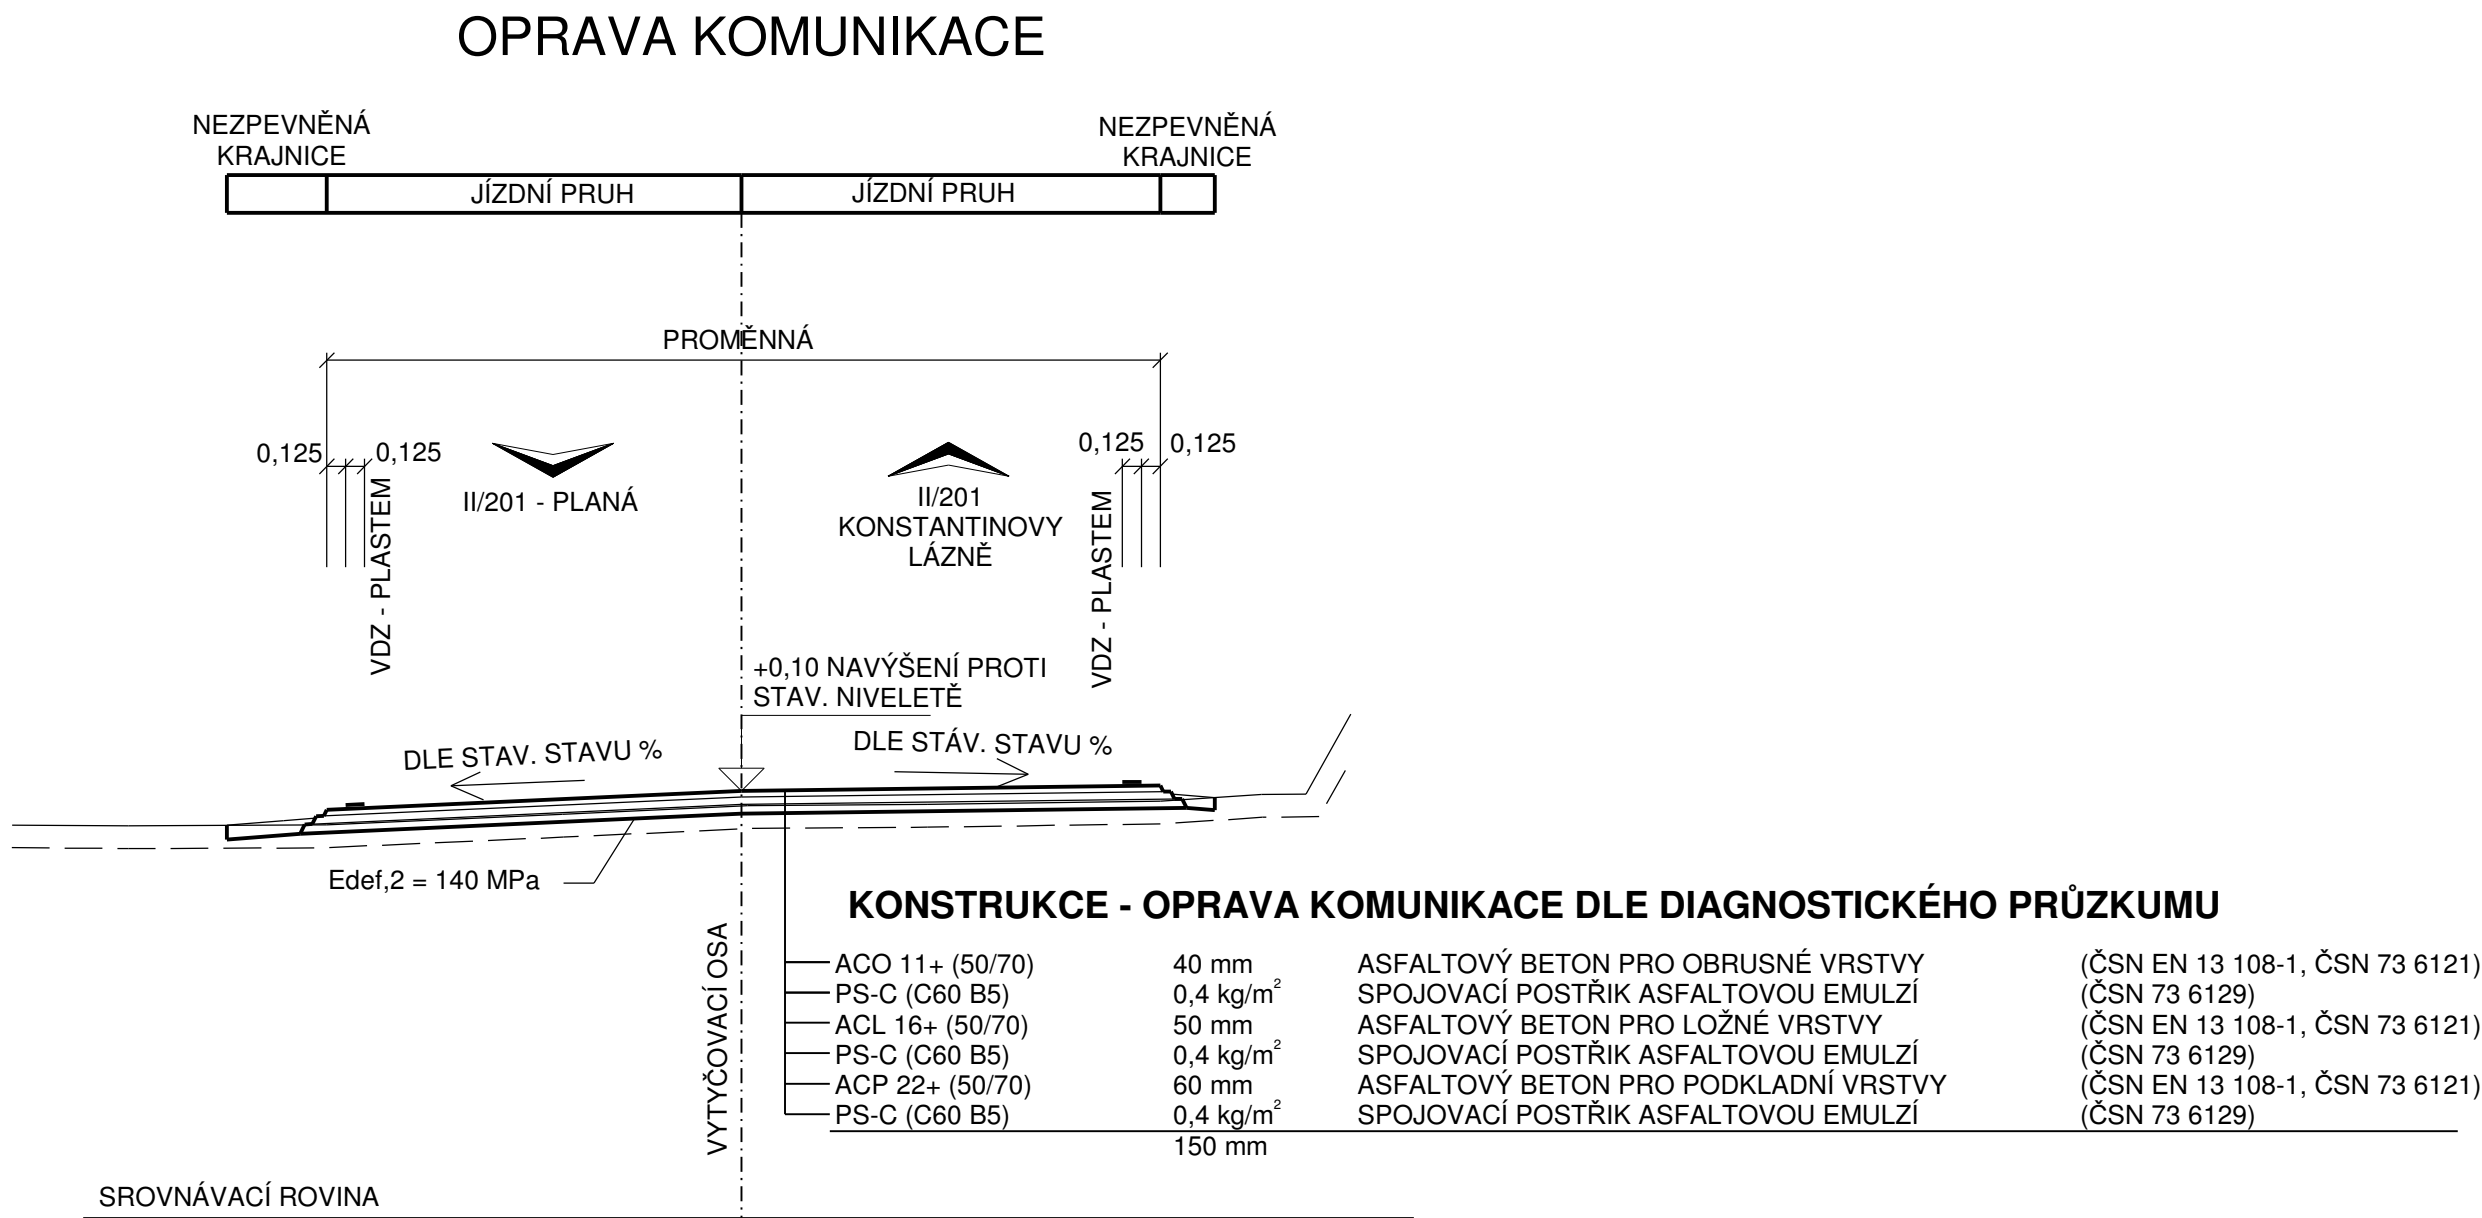 OPRAVA KOMUNIKACE
NEZPEVNĚNÁ
KRAJNICE
NEZPEVNĚNÁ
KRAJNICE
JÍZDNÍ PRUH
JÍZDNÍ PRUH
PROMĚNNÁ
0,125
0,125
0,125
0,125
VDZ - PLASTEM
II/201 - PLANÁ
II/201
KONSTANTINOVY
LÁZNĚ
VDZ - PLASTEM
+0,10 NAVÝŠENÍ PROTI
STAV. NIVELETĚ
DLE STAV. STAVU %
DLE STÁV. STAVU %
Edef,2 = 140 MPa
VYTYČOVACÍ OSA
KONSTRUKCE - OPRAVA KOMUNIKACE DLE DIAGNOSTICKÉHO PRŮZKUMU
ACO 11+ (50/70) 40 mm ASFALTOVÝ BETON PRO OBRUSNÉ VRSTVY (ČSN EN 13 108-1, ČSN 73 6121)
PS-C (C60 B5) 0,4 kg/m² SPOJOVACÍ POSTŘIK ASFALTOVOU EMULZÍ (ČSN 73 6129)
ACL 16+ (50/70) 50 mm ASFALTOVÝ BETON PRO LOŽNÉ VRSTVY (ČSN EN 13 108-1, ČSN 73 6121)
PS-C (C60 B5) 0,4 kg/m² SPOJOVACÍ POSTŘIK ASFALTOVOU EMULZÍ (ČSN 73 6129)
ACP 22+ (50/70) 60 mm ASFALTOVÝ BETON PRO PODKLADNÍ VRSTVY (ČSN EN 13 108-1, ČSN 73 6121)
PS-C (C60 B5) 0,4 kg/m² SPOJOVACÍ POSTŘIK ASFALTOVOU EMULZÍ (ČSN 73 6129)
150 mm
SROVNÁVACÍ ROVINA